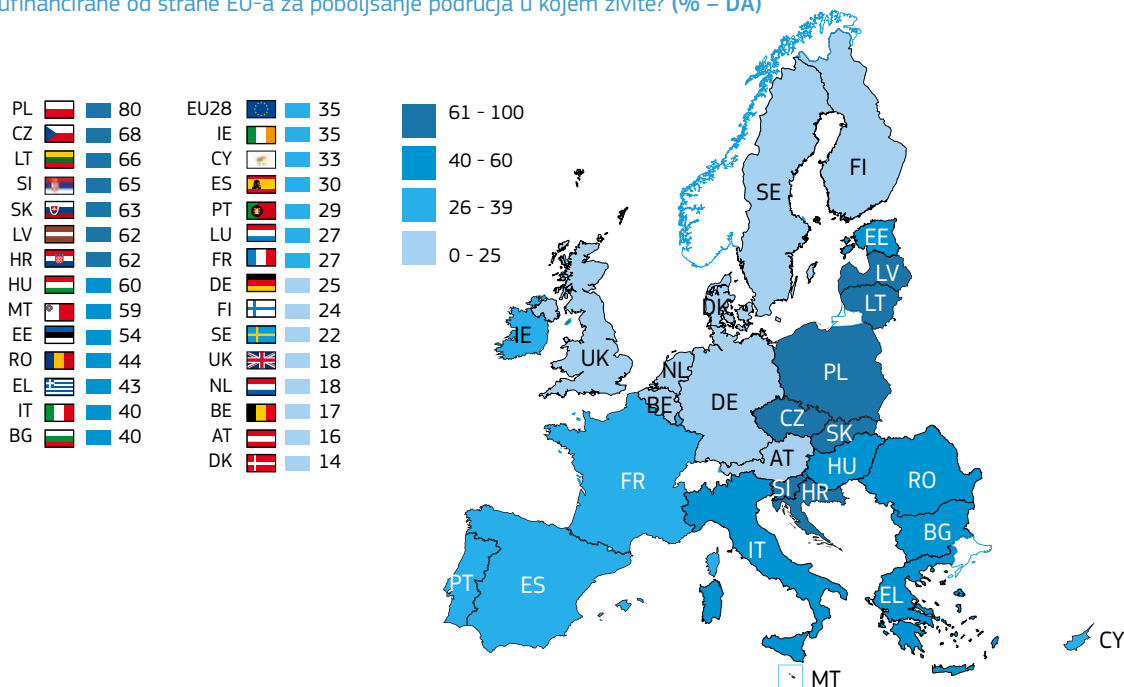 ufinancirane od strane EU-a za poboljšanje područja u kojem živite? (% – DA)
PL 80
CZ 68
LT 66
SI 65
SK 63
LV 62
HR 62
HU 60
MT 59
EE 54
RO 44
EL 43
IT 40
BG 40
EU28 35
IE 35
CY 33
ES 30
PT 29
LU 27
FR 27
DE 25
FI 24
SE 22
UK 18
NL 18
BE 17
AT 16
DK 14
61 - 100
40 - 60
26 - 39
0 - 25
FI
SE
EE
LV
LT
DK
IE
UK
NL
BE
DE
PL
CZ
SK
AT
HU
SI
HR
RO
FR
BG
IT
PT
ES
EL
CY
MT